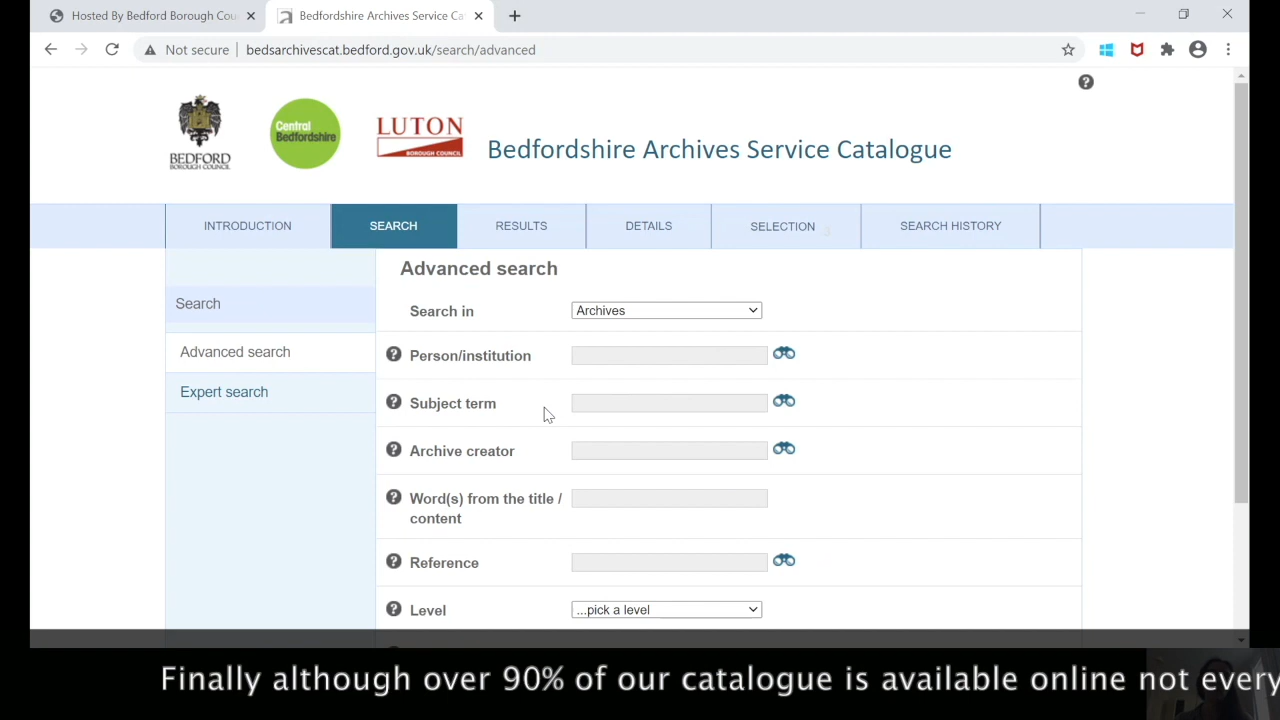 Hosted By Bedford Borough Cou
Bedfordshire Archives Service Ca
Not secure
bedsarchivescat.bedford.gov.uk/search/advanced
BEDFORD
BOROUGH COUNCIL
Central
Bedfordshire
LUTON
BOROUGH COUNCIL
Bedfordshire Archives Service Catalogue
INTRODUCTION
SEARCH
RESULTS
DETAILS
SELECTION 3
SEARCH HISTORY
Search
Advanced search
Expert search
Advanced search
Search in
Archives
Person/institution
Subject term
Archive creator
Word(s) from the title /
content
Reference
Level
...pick a level
Finally although over 90% of our catalogue is available online not every